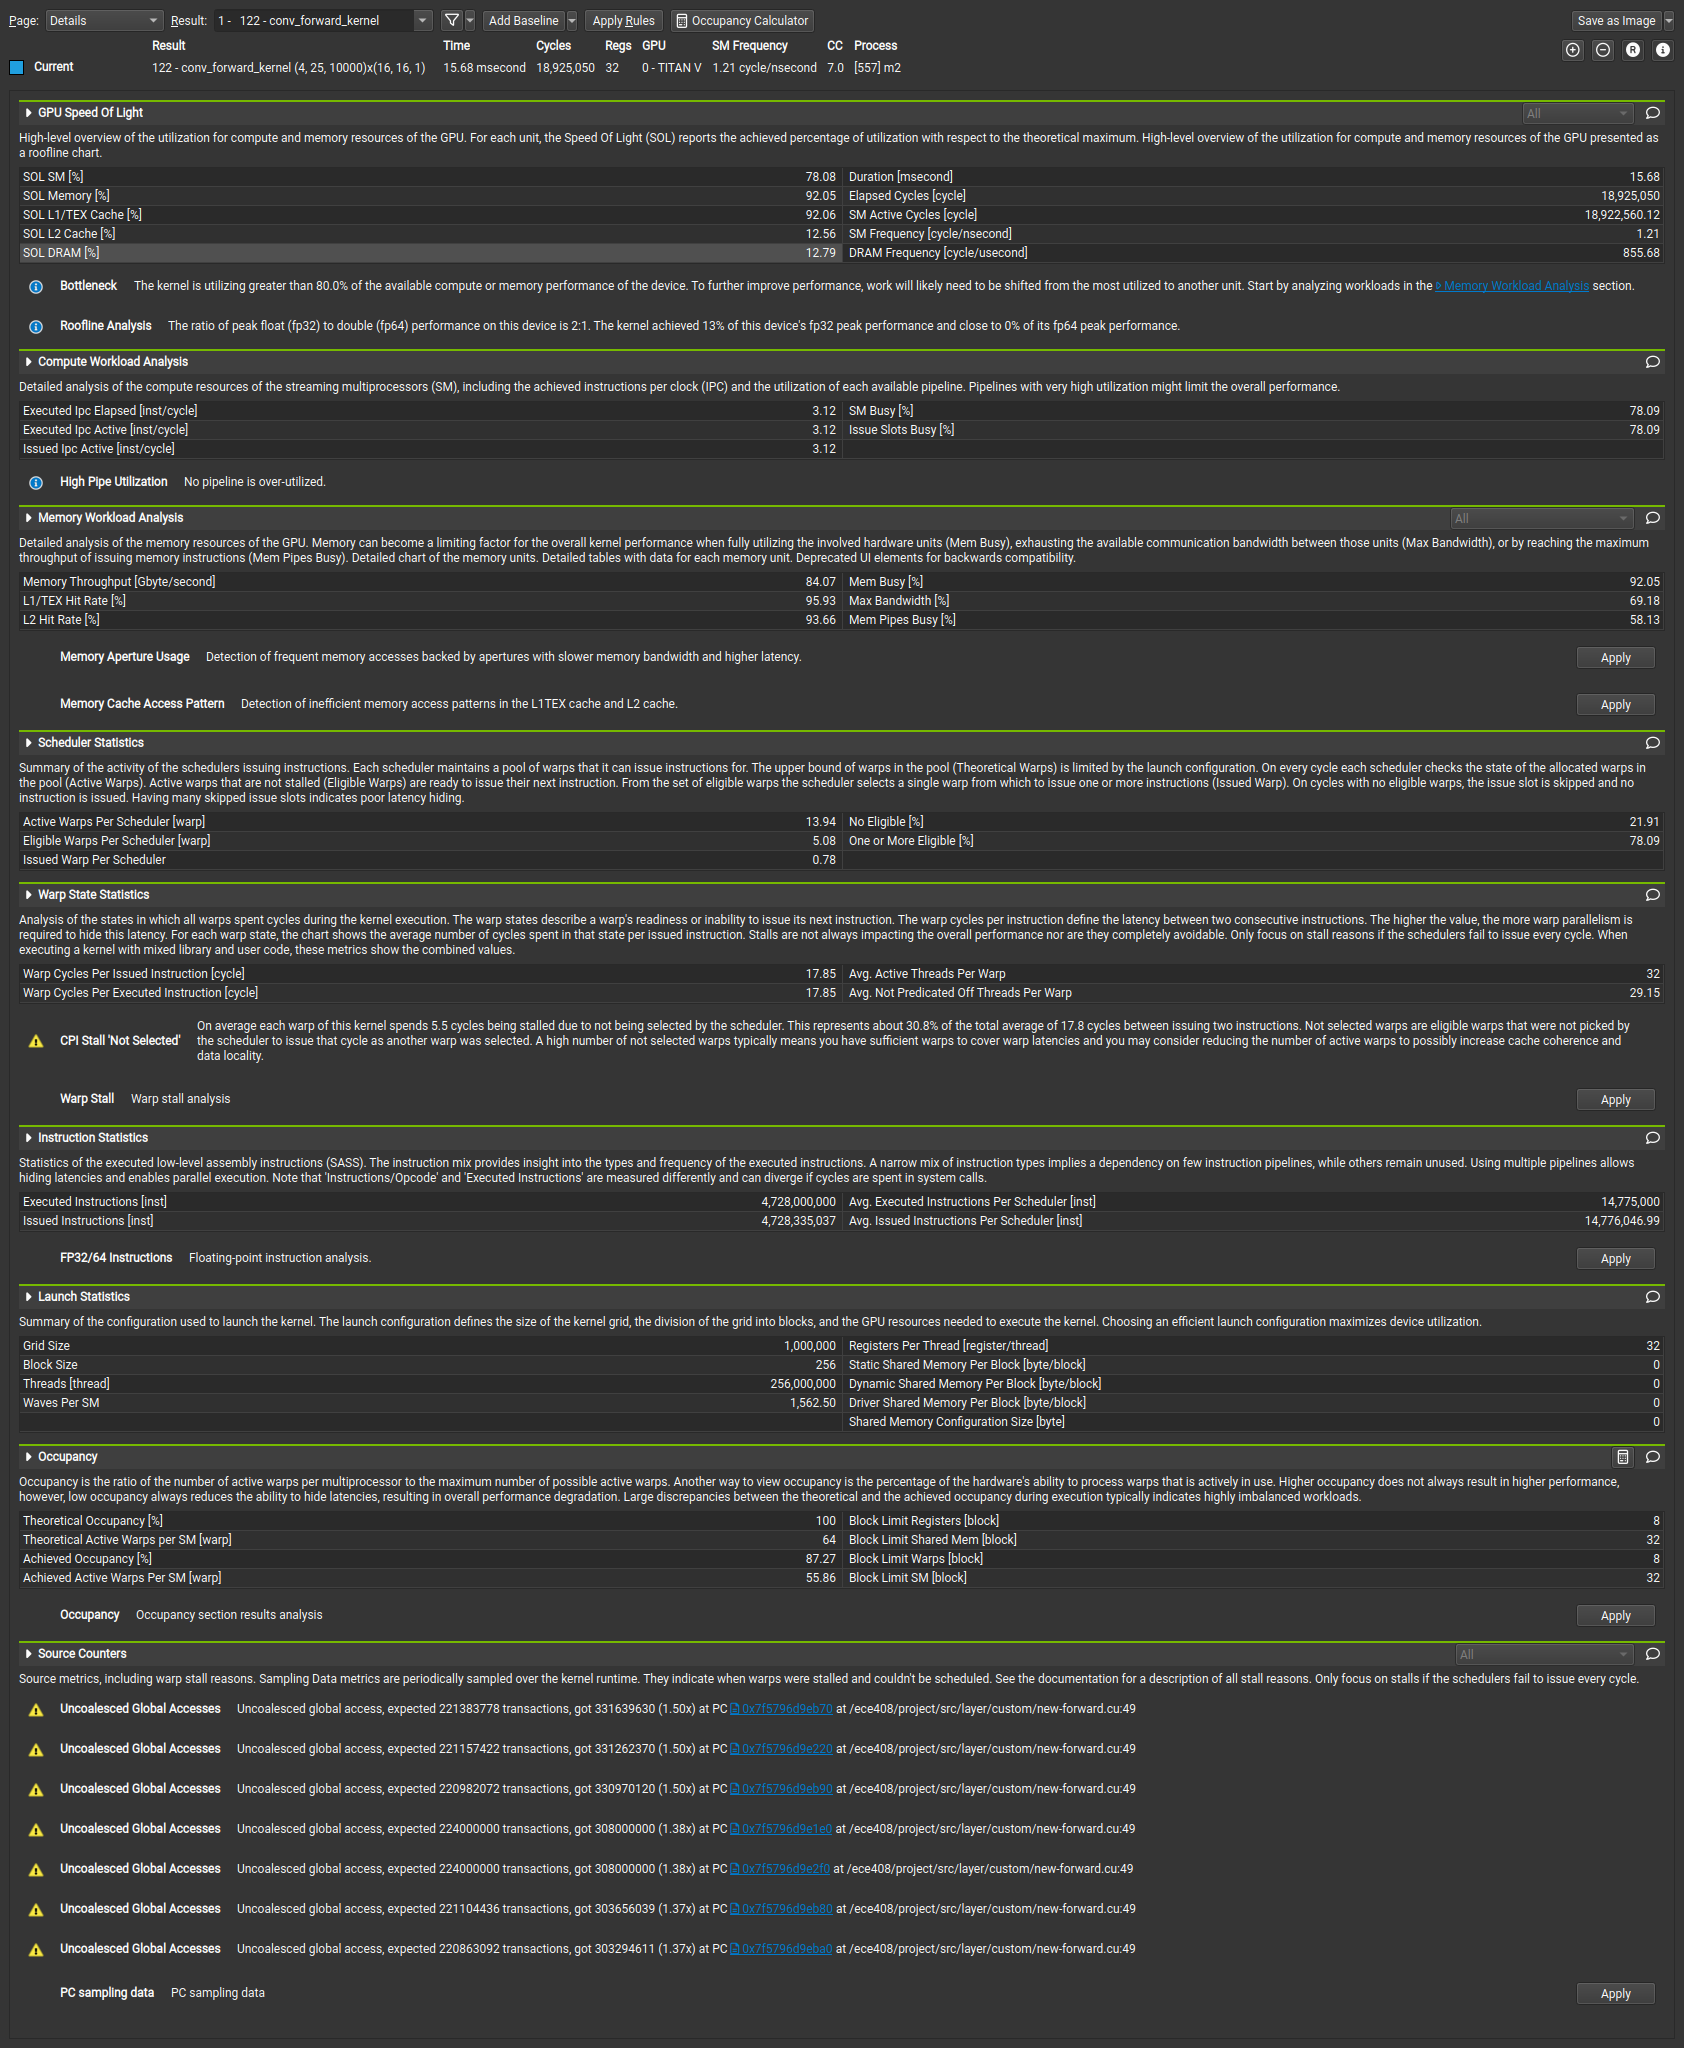 Page: Details Result: 1 - 122 - conv_forward_kernel Add Baseline Apply Rules Occupancy Calculator Save as Image
Result Time Cycles Regs GPU SM Frequency CC Process
Current 122 - conv_forward_kernel (4, 25, 10000)x(16, 16, 1) 15.68 msecond 18,925,050 32 0 - TITAN V 1.21 cycle/nsecond 7.0 [557] m2
GPU Speed Of Light All
High-level overview of the utilization for compute and memory resources of the GPU. For each unit, the Speed Of Light (SOL) reports the achieved percentage of utilization with respect to the theoretical maximum. High-level overview of the utilization for compute and memory resources of the GPU presented as
a roofline chart.
SOL SM [%] 78.08 Duration [msecond] 15.68
SOL Memory [%] 92.05 Elapsed Cycles [cycle] 18,925,050
SOL L1/TEX Cache [%] 92.06 SM Active Cycles [cycle] 18,922,560.12
SOL L2 Cache [%] 12.56 SM Frequency [cycle/nsecond] 1.21
SOL DRAM [%] 12.79 DRAM Frequency [cycle/usecond] 855.68
Bottleneck The kernel is utilizing greater than 80.0% of the available compute or memory performance of the device. To further improve performance, work will likely need to be shifted from the most utilized to another unit. Start by analyzing workloads in the Memory Workload Analysis section.
Roofline Analysis The ratio of peak float (fp32) to double (fp64) performance on this device is 2:1. The kernel achieved 13% of this device's fp32 peak performance and close to 0% of its fp64 peak performance.
Compute Workload Analysis
Detailed analysis of the compute resources of the streaming multiprocessors (SM), including the achieved instructions per clock (IPC) and the utilization of each available pipeline. Pipelines with very high utilization might limit the overall performance.
Executed Ipc Elapsed [inst/cycle] 3.12 SM Busy [%] 78.09
Executed Ipc Active [inst/cycle] 3.12 Issue Slots Busy [%] 78.09
Issued Ipc Active [inst/cycle] 3.12
High Pipe Utilization No pipeline is over-utilized.
Memory Workload Analysis All
Detailed analysis of the memory resources of the GPU. Memory can become a limiting factor for the overall kernel performance when fully utilizing the involved hardware units (Mem Busy), exhausting the available communication bandwidth between those units (Max Bandwidth), or by reaching the maximum
throughput of issuing memory instructions (Mem Pipes Busy). Detailed chart of the memory units. Detailed tables with data for each memory unit. Deprecated UI elements for backwards compatibility.
Memory Throughput [Gbyte/second] 84.07 Mem Busy [%] 92.05
L1/TEX Hit Rate [%] 95.93 Max Bandwidth [%] 69.18
L2 Hit Rate [%] 93.66 Mem Pipes Busy [%] 58.13
Memory Aperture Usage Detection of frequent memory accesses backed by apertures with slower memory bandwidth and higher latency. Apply
Memory Cache Access Pattern Detection of inefficient memory access patterns in the L1TEX cache and L2 cache. Apply
Scheduler Statistics
Summary of the activity of the schedulers issuing instructions. Each scheduler maintains a pool of warps that it can issue instructions for. The upper bound of warps in the pool (Theoretical Warps) is limited by the launch configuration. On every cycle each scheduler checks the state of the allocated warps in
the pool (Active Warps). Active warps that are not stalled (Eligible Warps) are ready to issue their next instruction. From the set of eligible warps the scheduler selects a single warp from which to issue one or more instructions (Issued Warp). On cycles with no eligible warps, the issue slot is skipped and no
instruction is issued. Having many skipped issue slots indicates poor latency hiding.
Active Warps Per Scheduler [warp] 13.94 No Eligible [%] 21.91
Eligible Warps Per Scheduler [warp] 5.08 One or More Eligible [%] 78.09
Issued Warp Per Scheduler 0.78
Warp State Statistics
Analysis of the states in which all warps spent cycles during the kernel execution. The warp states describe a warp's readiness or inability to issue its next instruction. The warp cycles per instruction define the latency between two consecutive instructions. The higher the value, the more warp parallelism is
required to hide this latency. For each warp state, the chart shows the average number of cycles spent in that state per issued instruction. Stalls are not always impacting the overall performance nor are they completely avoidable. Only focus on stall reasons if the schedulers fail to issue every cycle. When
executing a kernel with mixed library and user code, these metrics show the combined values.
Warp Cycles Per Issued Instruction [cycle] 17.85 Avg. Active Threads Per Warp 32
Warp Cycles Per Executed Instruction [cycle] 17.85 Avg. Not Predicated Off Threads Per Warp 29.15
CPI Stall 'Not Selected' On average each warp of this kernel spends 5.5 cycles being stalled due to not being selected by the scheduler. This represents about 30.8% of the total average of 17.8 cycles between issuing two instructions. Not selected warps are eligible warps that were not picked by
the scheduler to issue that cycle as another warp was selected. A high number of not selected warps typically means you have sufficient warps to cover warp latencies and you may consider reducing the number of active warps to possibly increase cache coherence and
data locality.
Warp Stall Warp stall analysis Apply
Instruction Statistics
Statistics of the executed low-level assembly instructions (SASS). The instruction mix provides insight into the types and frequency of the executed instructions. A narrow mix of instruction types implies a dependency on few instruction pipelines, while others remain unused. Using multiple pipelines allows
hiding latencies and enables parallel execution. Note that 'Instructions/Opcode' and 'Executed Instructions' are measured differently and can diverge if cycles are spent in system calls.
Executed Instructions [inst] 4,728,000,000 Avg. Executed Instructions Per Scheduler [inst] 14,775,000
Issued Instructions [inst] 4,728,335,037 Avg. Issued Instructions Per Scheduler [inst] 14,776,046.99
FP32/64 Instructions Floating-point instruction analysis. Apply
Launch Statistics
Summary of the configuration used to launch the kernel. The launch configuration defines the size of the kernel grid, the division of the grid into blocks, and the GPU resources needed to execute the kernel. Choosing an efficient launch configuration maximizes device utilization.
Grid Size 1,000,000 Registers Per Thread [register/thread] 32
Block Size 256 Static Shared Memory Per Block [byte/block] 0
Threads [thread] 256,000,000 Dynamic Shared Memory Per Block [byte/block] 0
Waves Per SM 1,562.50 Driver Shared Memory Per Block [byte/block] 0
Shared Memory Configuration Size [byte] 0
Occupancy
Occupancy is the ratio of the number of active warps per multiprocessor to the maximum number of possible active warps. Another way to view occupancy is the percentage of the hardware's ability to process warps that is actively in use. Higher occupancy does not always result in higher performance,
however, low occupancy always reduces the ability to hide latencies, resulting in overall performance degradation. Large discrepancies between the theoretical and the achieved occupancy during execution typically indicates highly imbalanced workloads.
Theoretical Occupancy [%] 100 Block Limit Registers [block] 8
Theoretical Active Warps per SM [warp] 64 Block Limit Shared Mem [block] 32
Achieved Occupancy [%] 87.27 Block Limit Warps [block] 8
Achieved Active Warps Per SM [warp] 55.86 Block Limit SM [block] 32
Occupancy Occupancy section results analysis Apply
Source Counters All
Source metrics, including warp stall reasons. Sampling Data metrics are periodically sampled over the kernel runtime. They indicate when warps were stalled and couldn't be scheduled. See the documentation for a description of all stall reasons. Only focus on stalls if the schedulers fail to issue every cycle.
Uncoalesced Global Accesses Uncoalesced global access, expected 221383778 transactions, got 331639630 (1.50x) at PC 0x7f5796d9eb70 at /ece408/project/src/layer/custom/new-forward.cu:49
Uncoalesced Global Accesses Uncoalesced global access, expected 221157422 transactions, got 331262370 (1.50x) at PC 0x7f5796d9e220 at /ece408/project/src/layer/custom/new-forward.cu:49
Uncoalesced Global Accesses Uncoalesced global access, expected 220982072 transactions, got 330970120 (1.50x) at PC 0x7f5796d9eb90 at /ece408/project/src/layer/custom/new-forward.cu:49
Uncoalesced Global Accesses Uncoalesced global access, expected 224000000 transactions, got 308000000 (1.38x) at PC 0x7f5796d9e1e0 at /ece408/project/src/layer/custom/new-forward.cu:49
Uncoalesced Global Accesses Uncoalesced global access, expected 224000000 transactions, got 308000000 (1.38x) at PC 0x7f5796d9e2f0 at /ece408/project/src/layer/custom/new-forward.cu:49
Uncoalesced Global Accesses Uncoalesced global access, expected 221104436 transactions, got 303656039 (1.37x) at PC 0x7f5796d9eb80 at /ece408/project/src/layer/custom/new-forward.cu:49
Uncoalesced Global Accesses Uncoalesced global access, expected 220863092 transactions, got 303294611 (1.37x) at PC 0x7f5796d9eba0 at /ece408/project/src/layer/custom/new-forward.cu:49
PC sampling data PC sampling data Apply